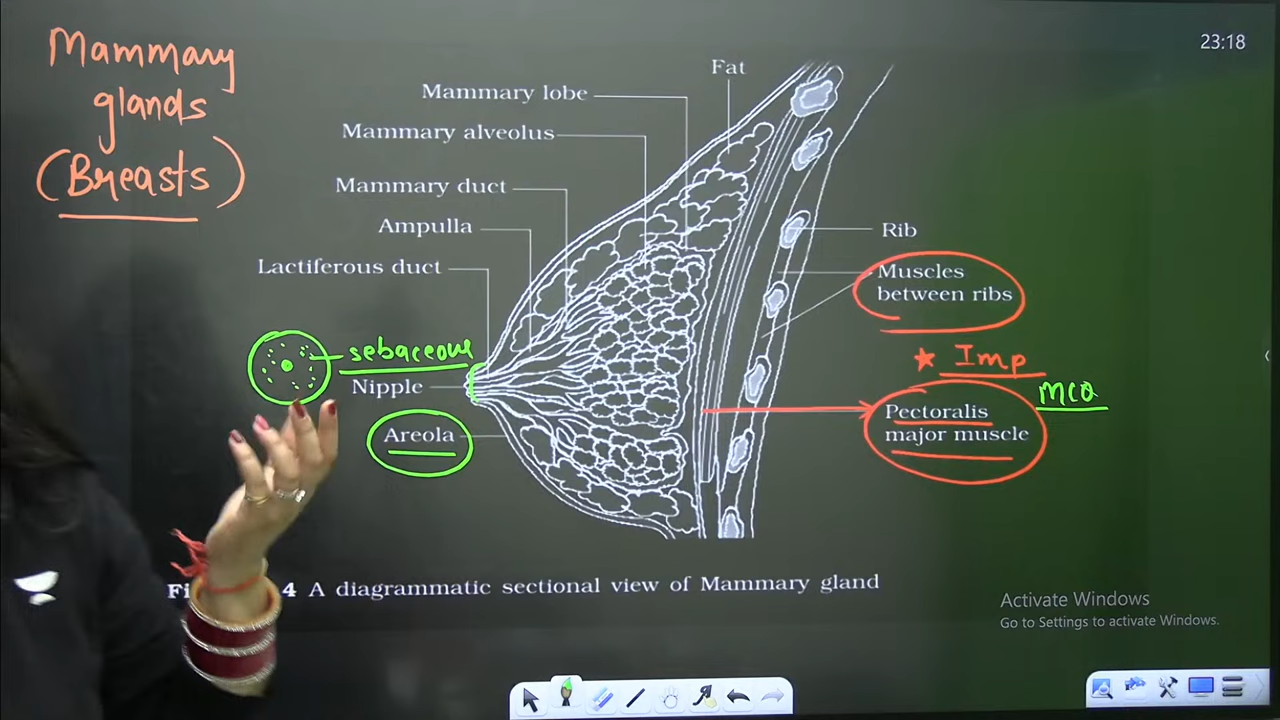 Mammary
glands
(Breasts)
23:18
Fat
Mammary lobe
Mammary alveolus
Mammary duct
Ampulla
Lactiferous duct
sebaceous
Nipple
Areola
Rib
Muscles
between ribs
★ Imp
MCQ
Pectoralis
major muscle
4 A diagrammatic sectional view of Mammary gland
Activate Windows
Go to Settings to activate Windows.